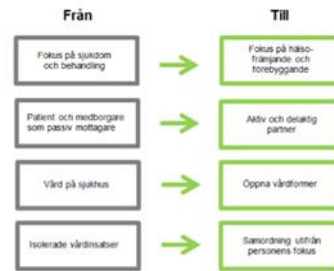 Från
Till
Fokus på sjukdom
och behandling
Fokus på hälso-
främjande och
förebyggande
Patient och medborgare
som passiv mottagare
Aktiv och delaktig
partner
Vård på sjukhus
Öppna vårdformer
Isolerade vårdinsatser
Samordning utifrån
personens fokus